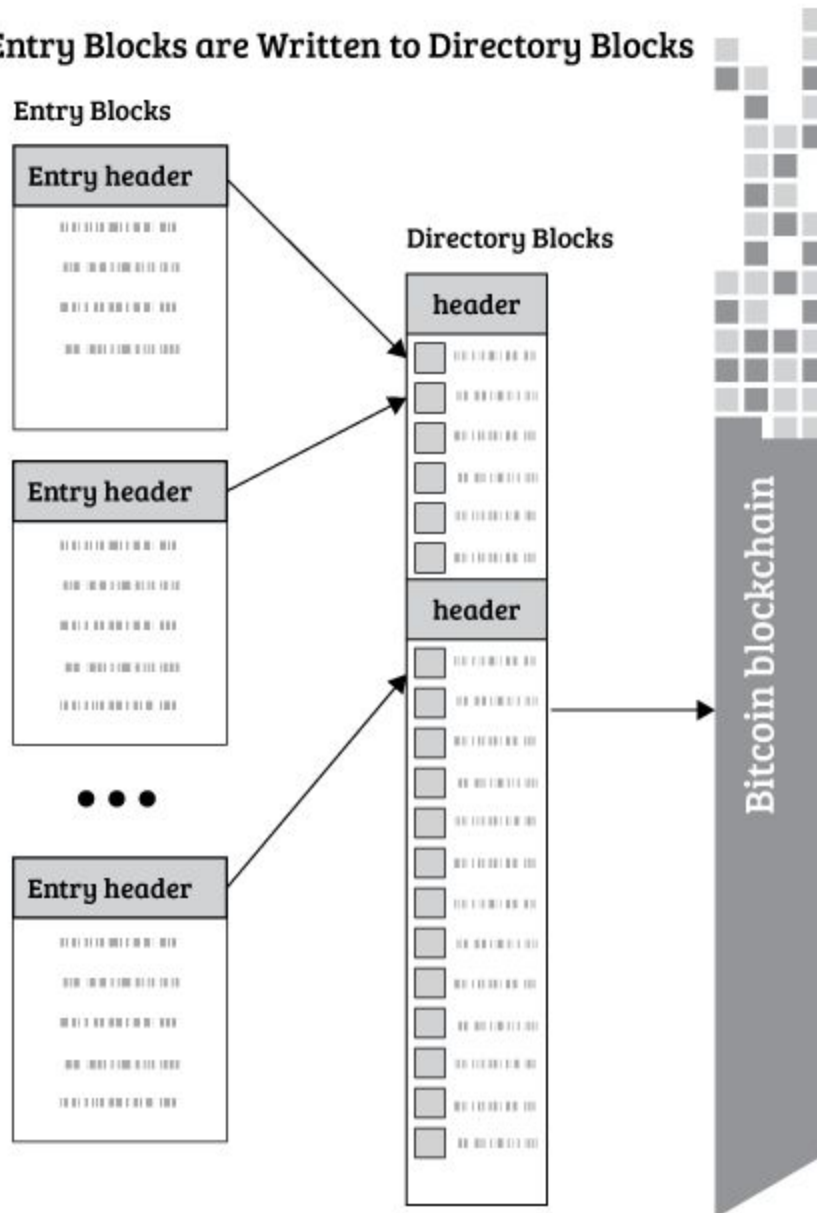 Entry Blocks are Written to Directory Blocks
Entry Blocks
Entry header
Entry header
Entry header
Directory Blocks
header
header
Bitcoin blockchain